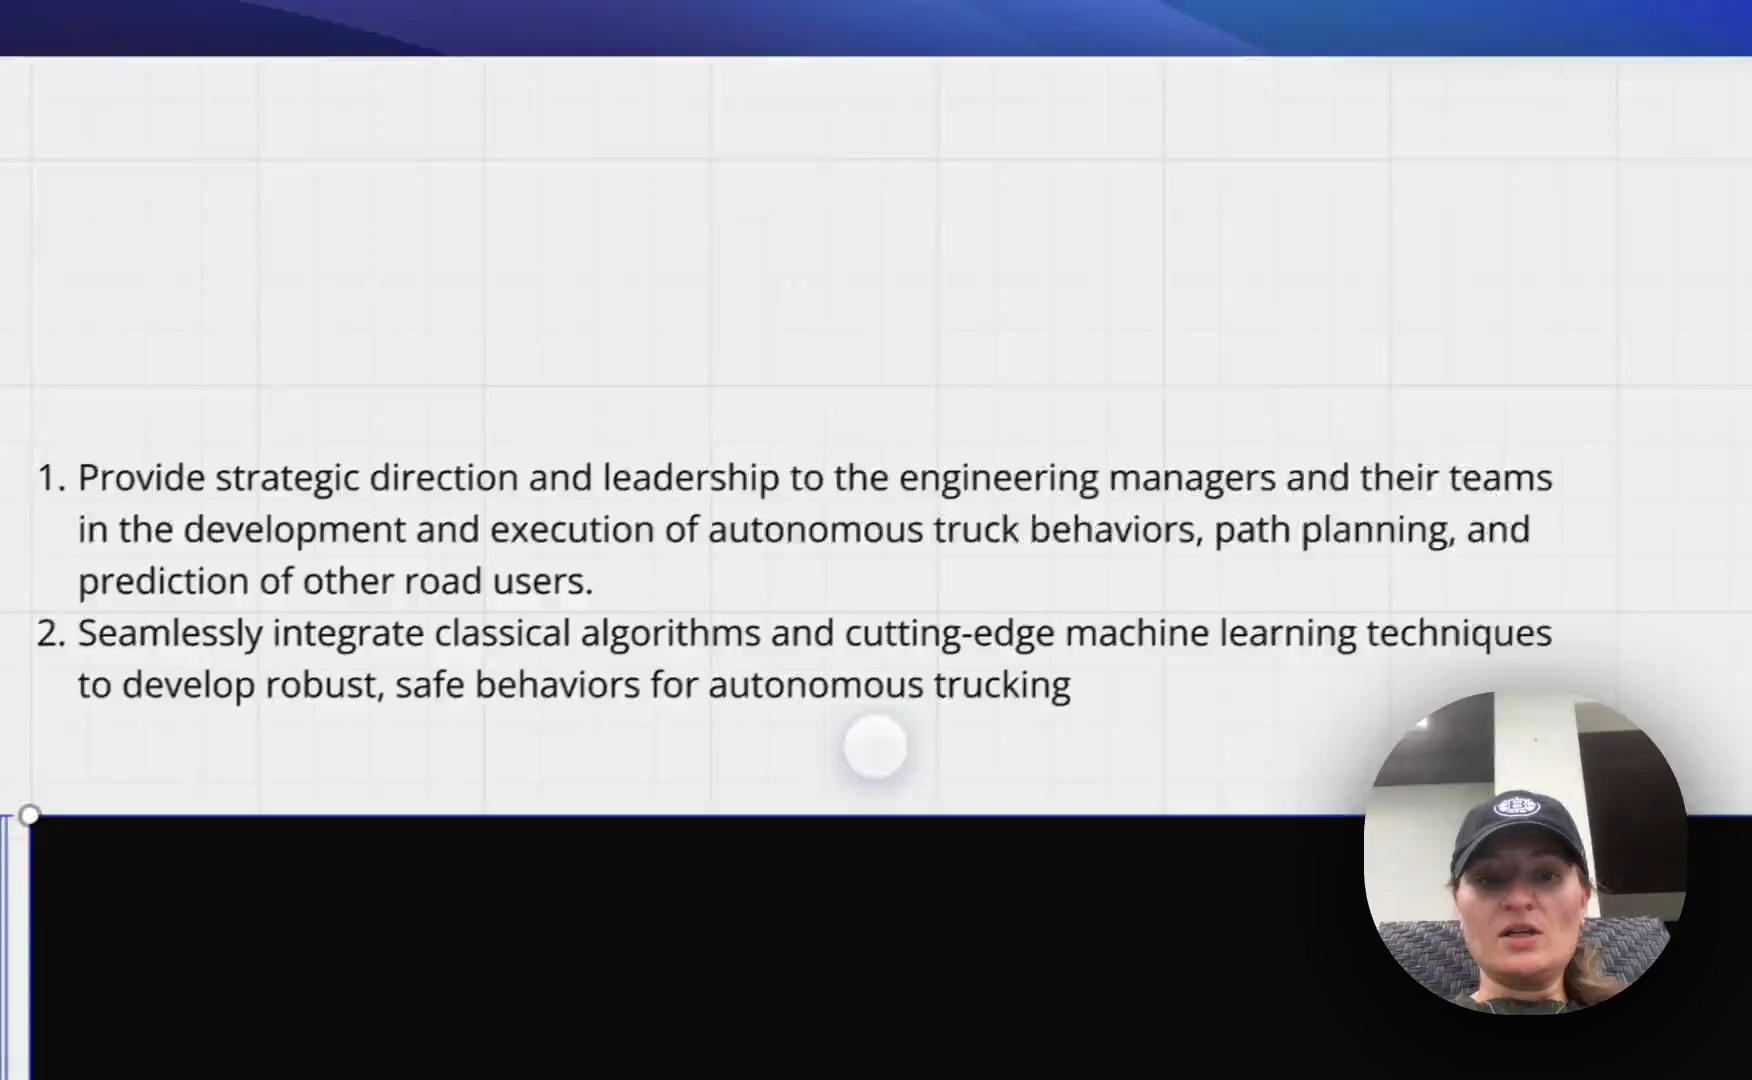 1. Provide strategic direction and leadership to the engineering managers and their teams
in the development and execution of autonomous truck behaviors, path planning, and
prediction of other road users.
2. Seamlessly integrate classical algorithms and cutting-edge machine learning techniques
to develop robust, safe behaviors for autonomous trucking